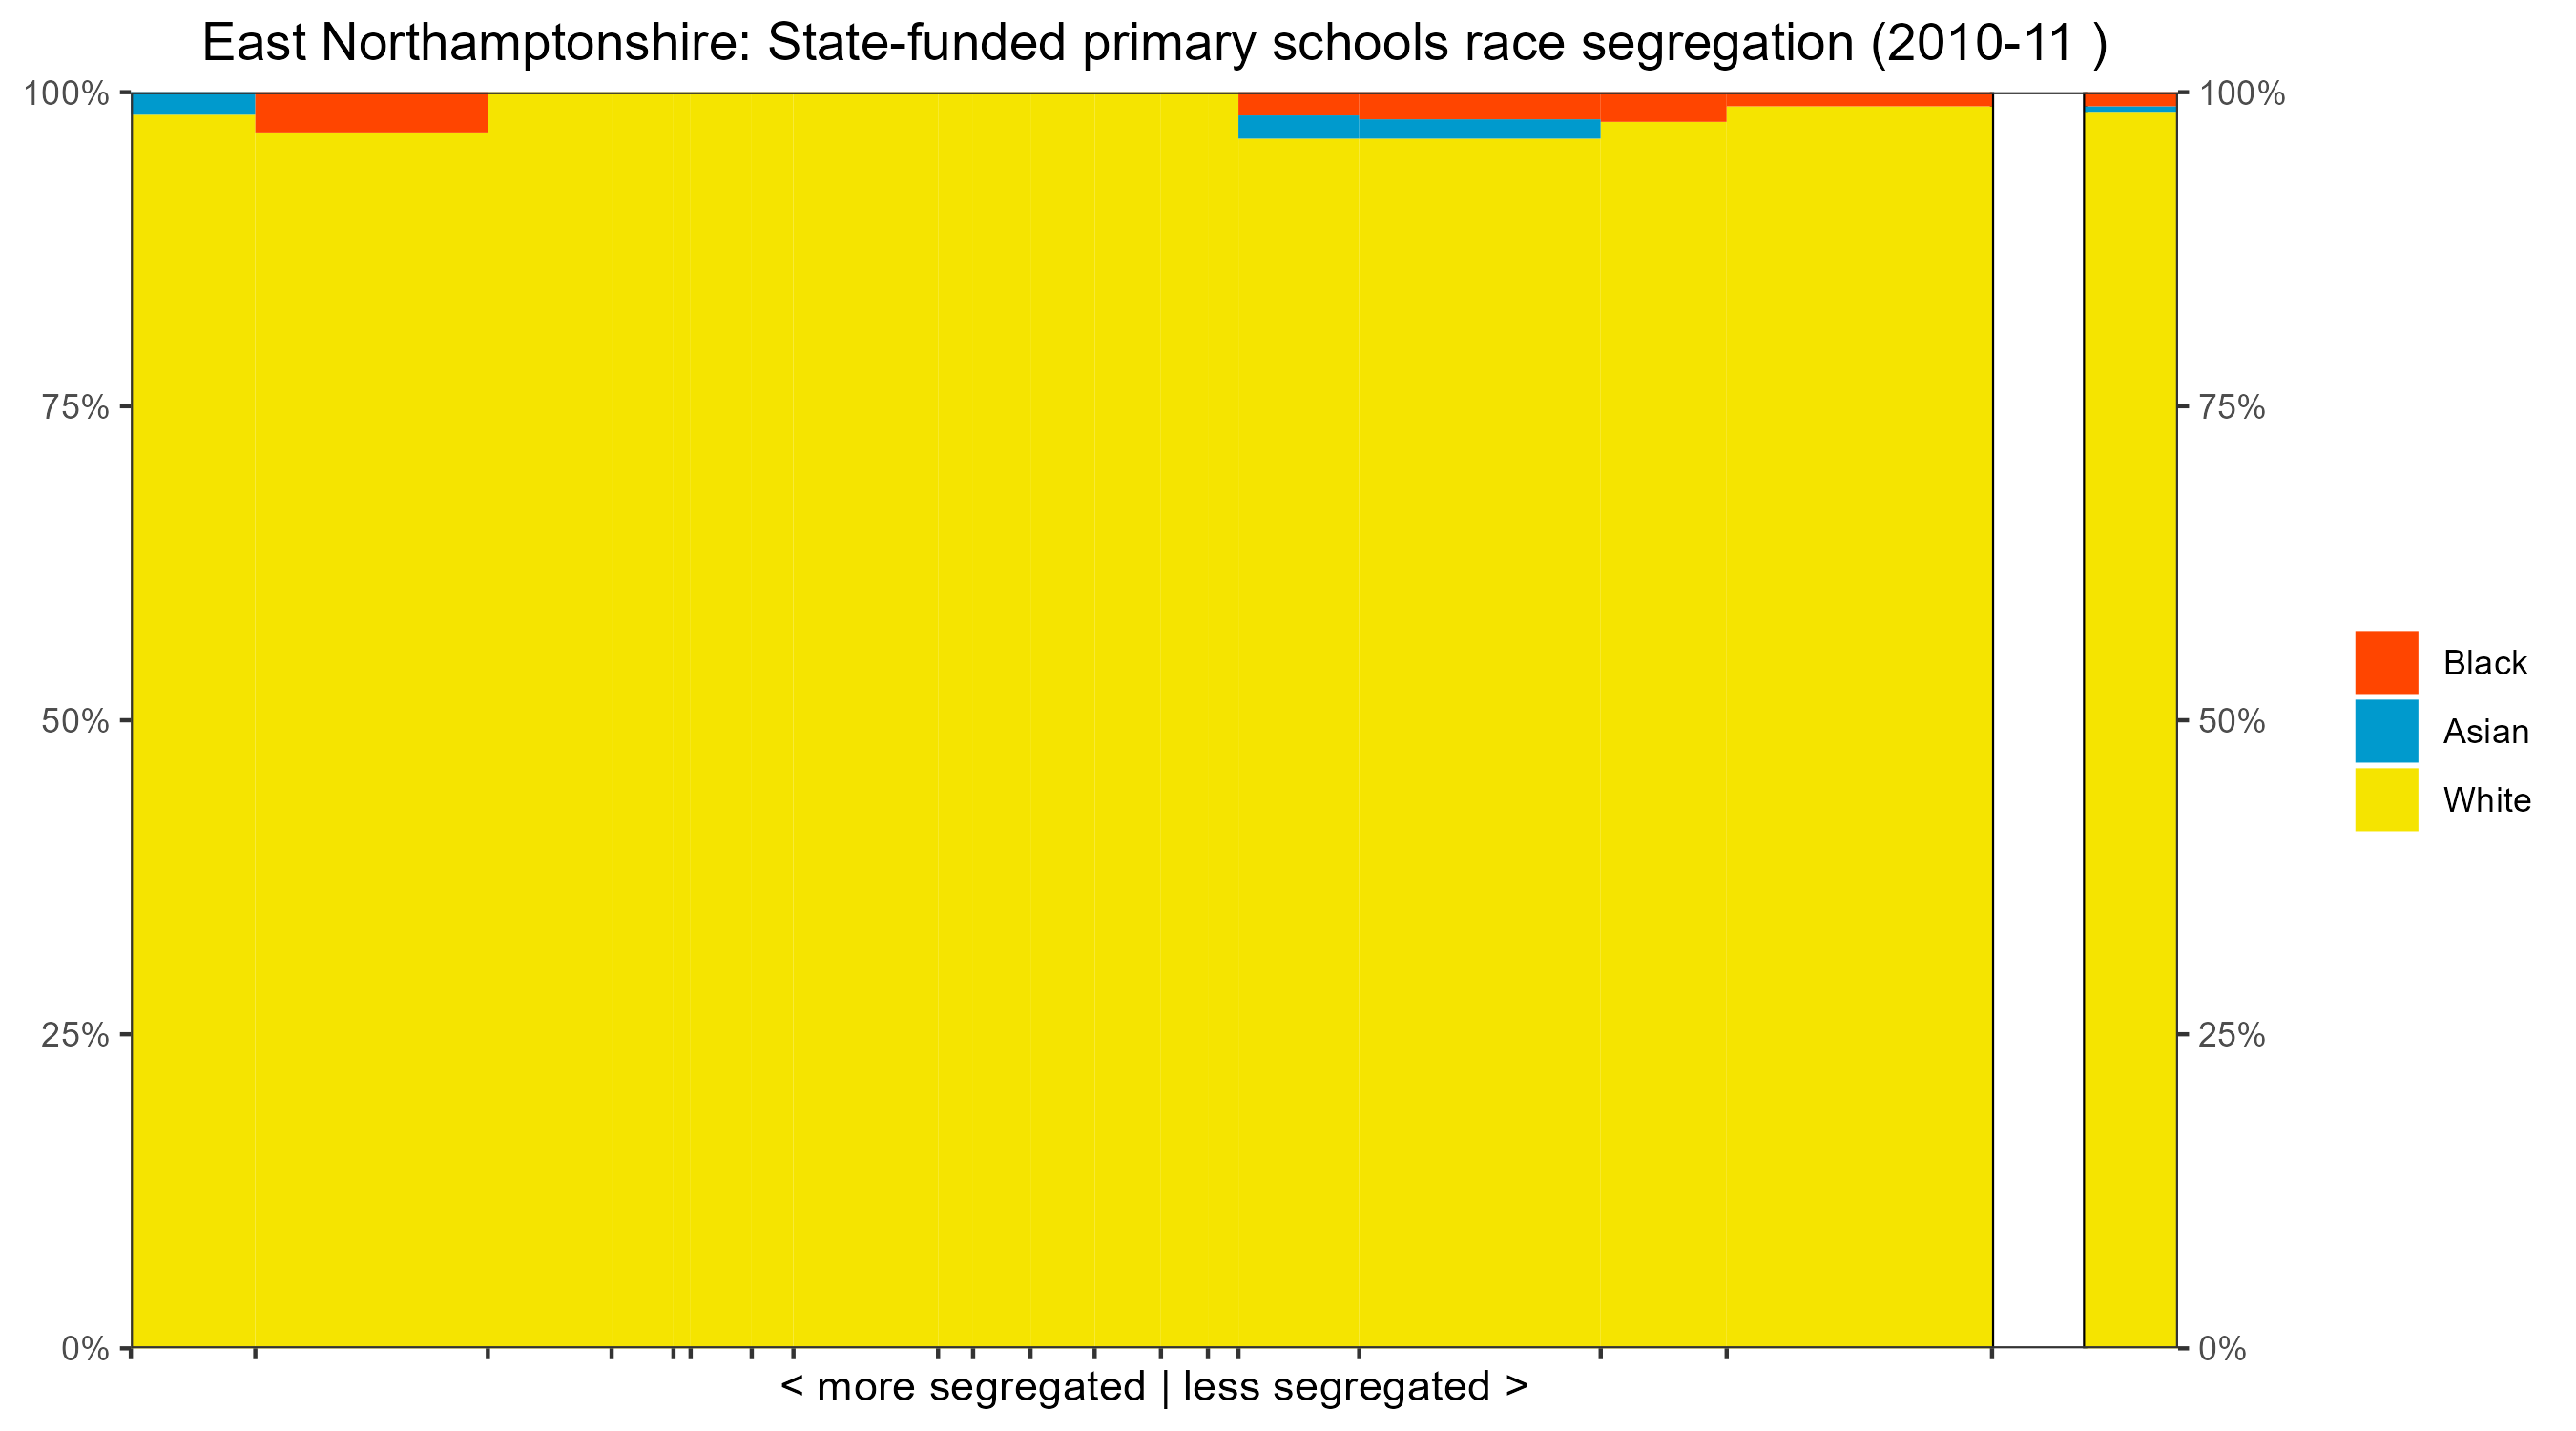 East Northamptonshire: State-funded primary schools race segregation (2010-11 )
100%
75%
50%
25%
0%
100%
75%
50%
25%
0%
Black
Asian
White
< more segregated | less segregated >